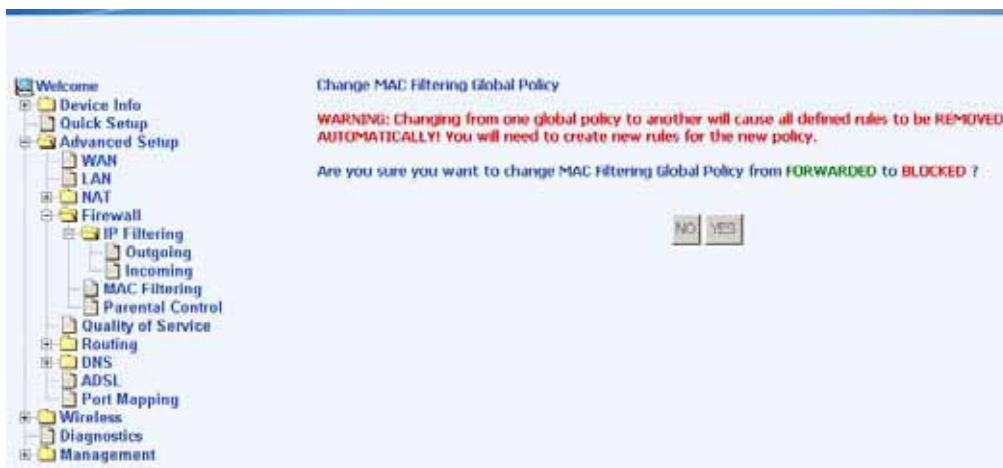 Welcome
Device Info
Quick Setup
Advanced Setup
WAN
LAN
NAT
Firewall
IP Filtering
Outgoing
Incoming
MAC Filtering
Parental Control
Quality of Service
Routing
DNS
ADSL
Port Mapping
Wireless
Diagnostics
Management
Change MAC Filtering Global Policy
WARNING: Changing from one global policy to another will cause all defined rules to be REMOVED
AUTOMATICALLY! You will need to create new rules for the new policy.
Are you sure you want to change MAC Filtering Global Policy from FORWARDED to BLOCKED ?
NO YES